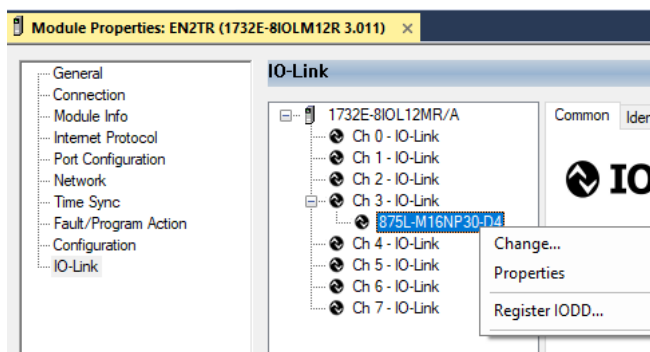 Module Properties: EN2TR (1732E-8IOLM12R 3.011) ×
General
Connection
Module Info
Internet Protocol
Port Configuration
Network
Time Sync
Fault/Program Action
Configuration
IO-Link
IO-Link
1732E-8IOL12MR/A
Ch 0 - IO-Link
Ch 1 - IO-Link
Ch 2 - IO-Link
Ch 3 - IO-Link
875L-M16NP30-D4
Ch 4 - IO-Link
Ch 5 - IO-Link
Ch 6 - IO-Link
Ch 7 - IO-Link
Common Iden
IO
Change...
Properties
Register IODD...